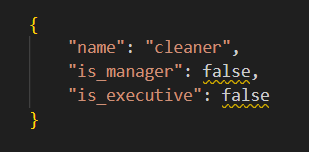 {
    "name": "cleaner",
    "is_manager": false,
    "is_executive": false
}